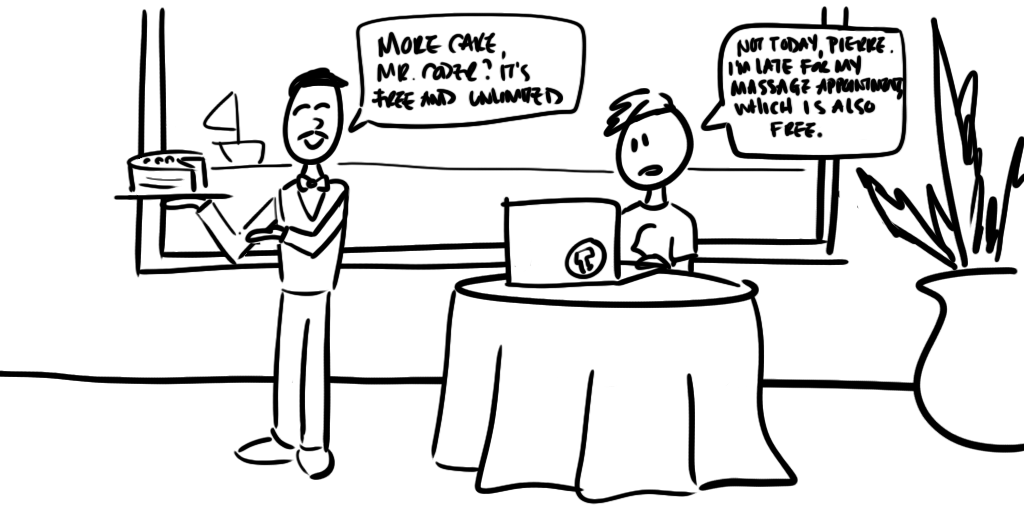 MORE CAKE,
MR. CODER? IT'S
FREE AND UNLIMITED
NOT TODAY, PIERRE.
I'M LATE FOR MY
MASSAGE APPOINTMENT,
WHICH IS ALSO
FREE.